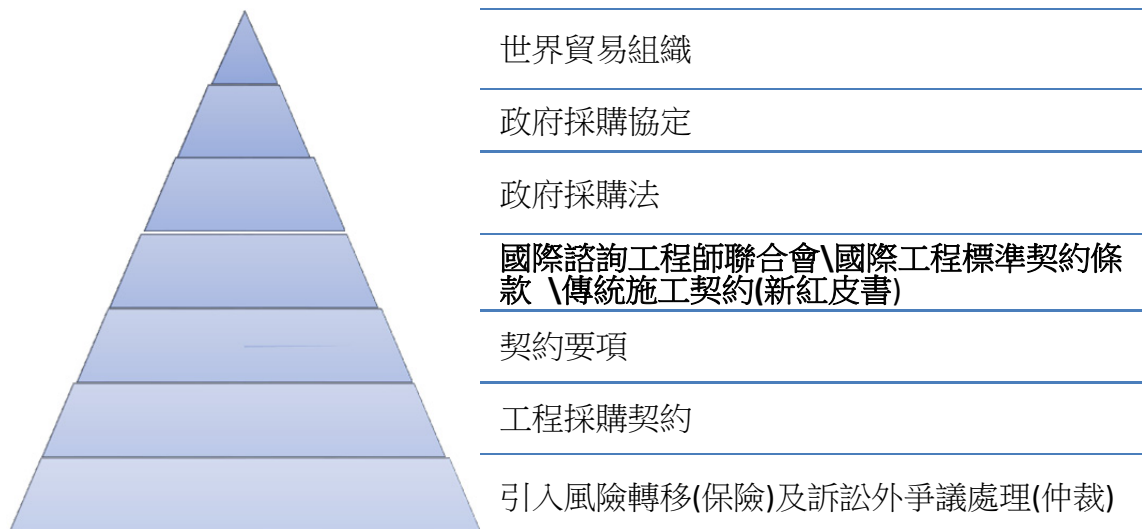 世界貿易組織
政府採購協定
政府採購法
國際諮詢工程師聯合會\國際工程標準契約條
款 \傳統施工契約(新紅皮書)
契約要項
工程採購契約
引入風險轉移(保險)及訴訟外爭議處理(仲裁)